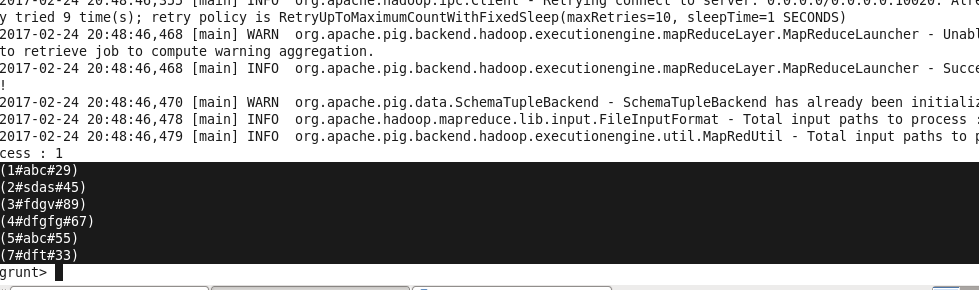 2017-02-24 20:48:46,355 [main] INFO  org.apache.hadoop.ipc.Client - Retrying connect to server: 0.0.0.0/0.0.0.0:10020. Alre
y tried 9 time(s); retry policy is RetryUpToMaximumCountWithFixedSleep(maxRetries=10, sleepTime=1 SECONDS)
2017-02-24 20:48:46,468 [main] WARN  org.apache.pig.backend.hadoop.executionengine.mapReduceLayer.MapReduceLauncher - Unabl
to retrieve job to compute warning aggregation.
2017-02-24 20:48:46,468 [main] INFO  org.apache.pig.backend.hadoop.executionengine.mapReduceLayer.MapReduceLauncher - Succe
!
2017-02-24 20:48:46,470 [main] WARN  org.apache.pig.data.SchemaTupleBackend - SchemaTupleBackend has already been initializ
2017-02-24 20:48:46,478 [main] INFO  org.apache.hadoop.mapreduce.lib.input.FileInputFormat - Total input paths to process :
2017-02-24 20:48:46,479 [main] INFO  org.apache.pig.backend.hadoop.executionengine.util.MapRedUtil - Total input paths to p
cess : 1
(1#abc#29)
(2#sdas#45)
(3#fdgv#89)
(4#dfgfg#67)
(5#abc#55)
(7#dft#33)
grunt>